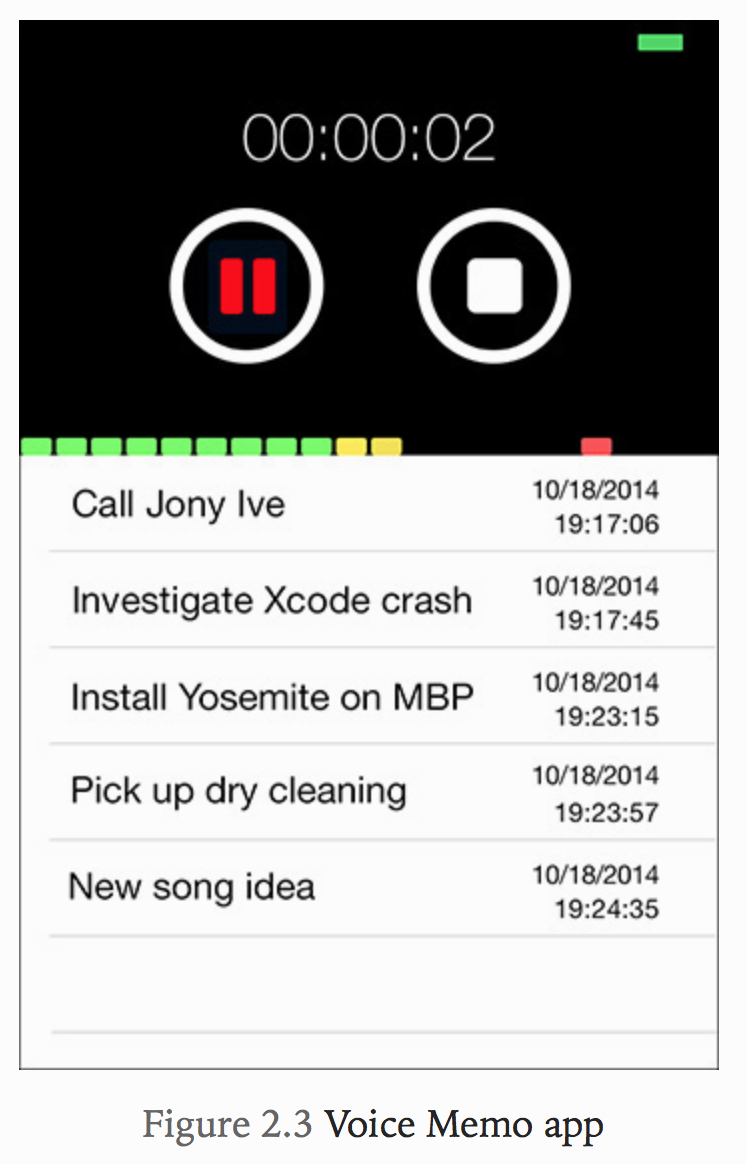 00:00:02
Call Jony Ive
10/18/2014
19:17:06
Investigate Xcode crash
10/18/2014
19:17:45
Install Yosemite on MBP
10/18/2014
19:23:15
Pick up dry cleaning
10/18/2014
19:23:57
New song idea
10/18/2014
19:24:35
Figure 2.3 Voice Memo app